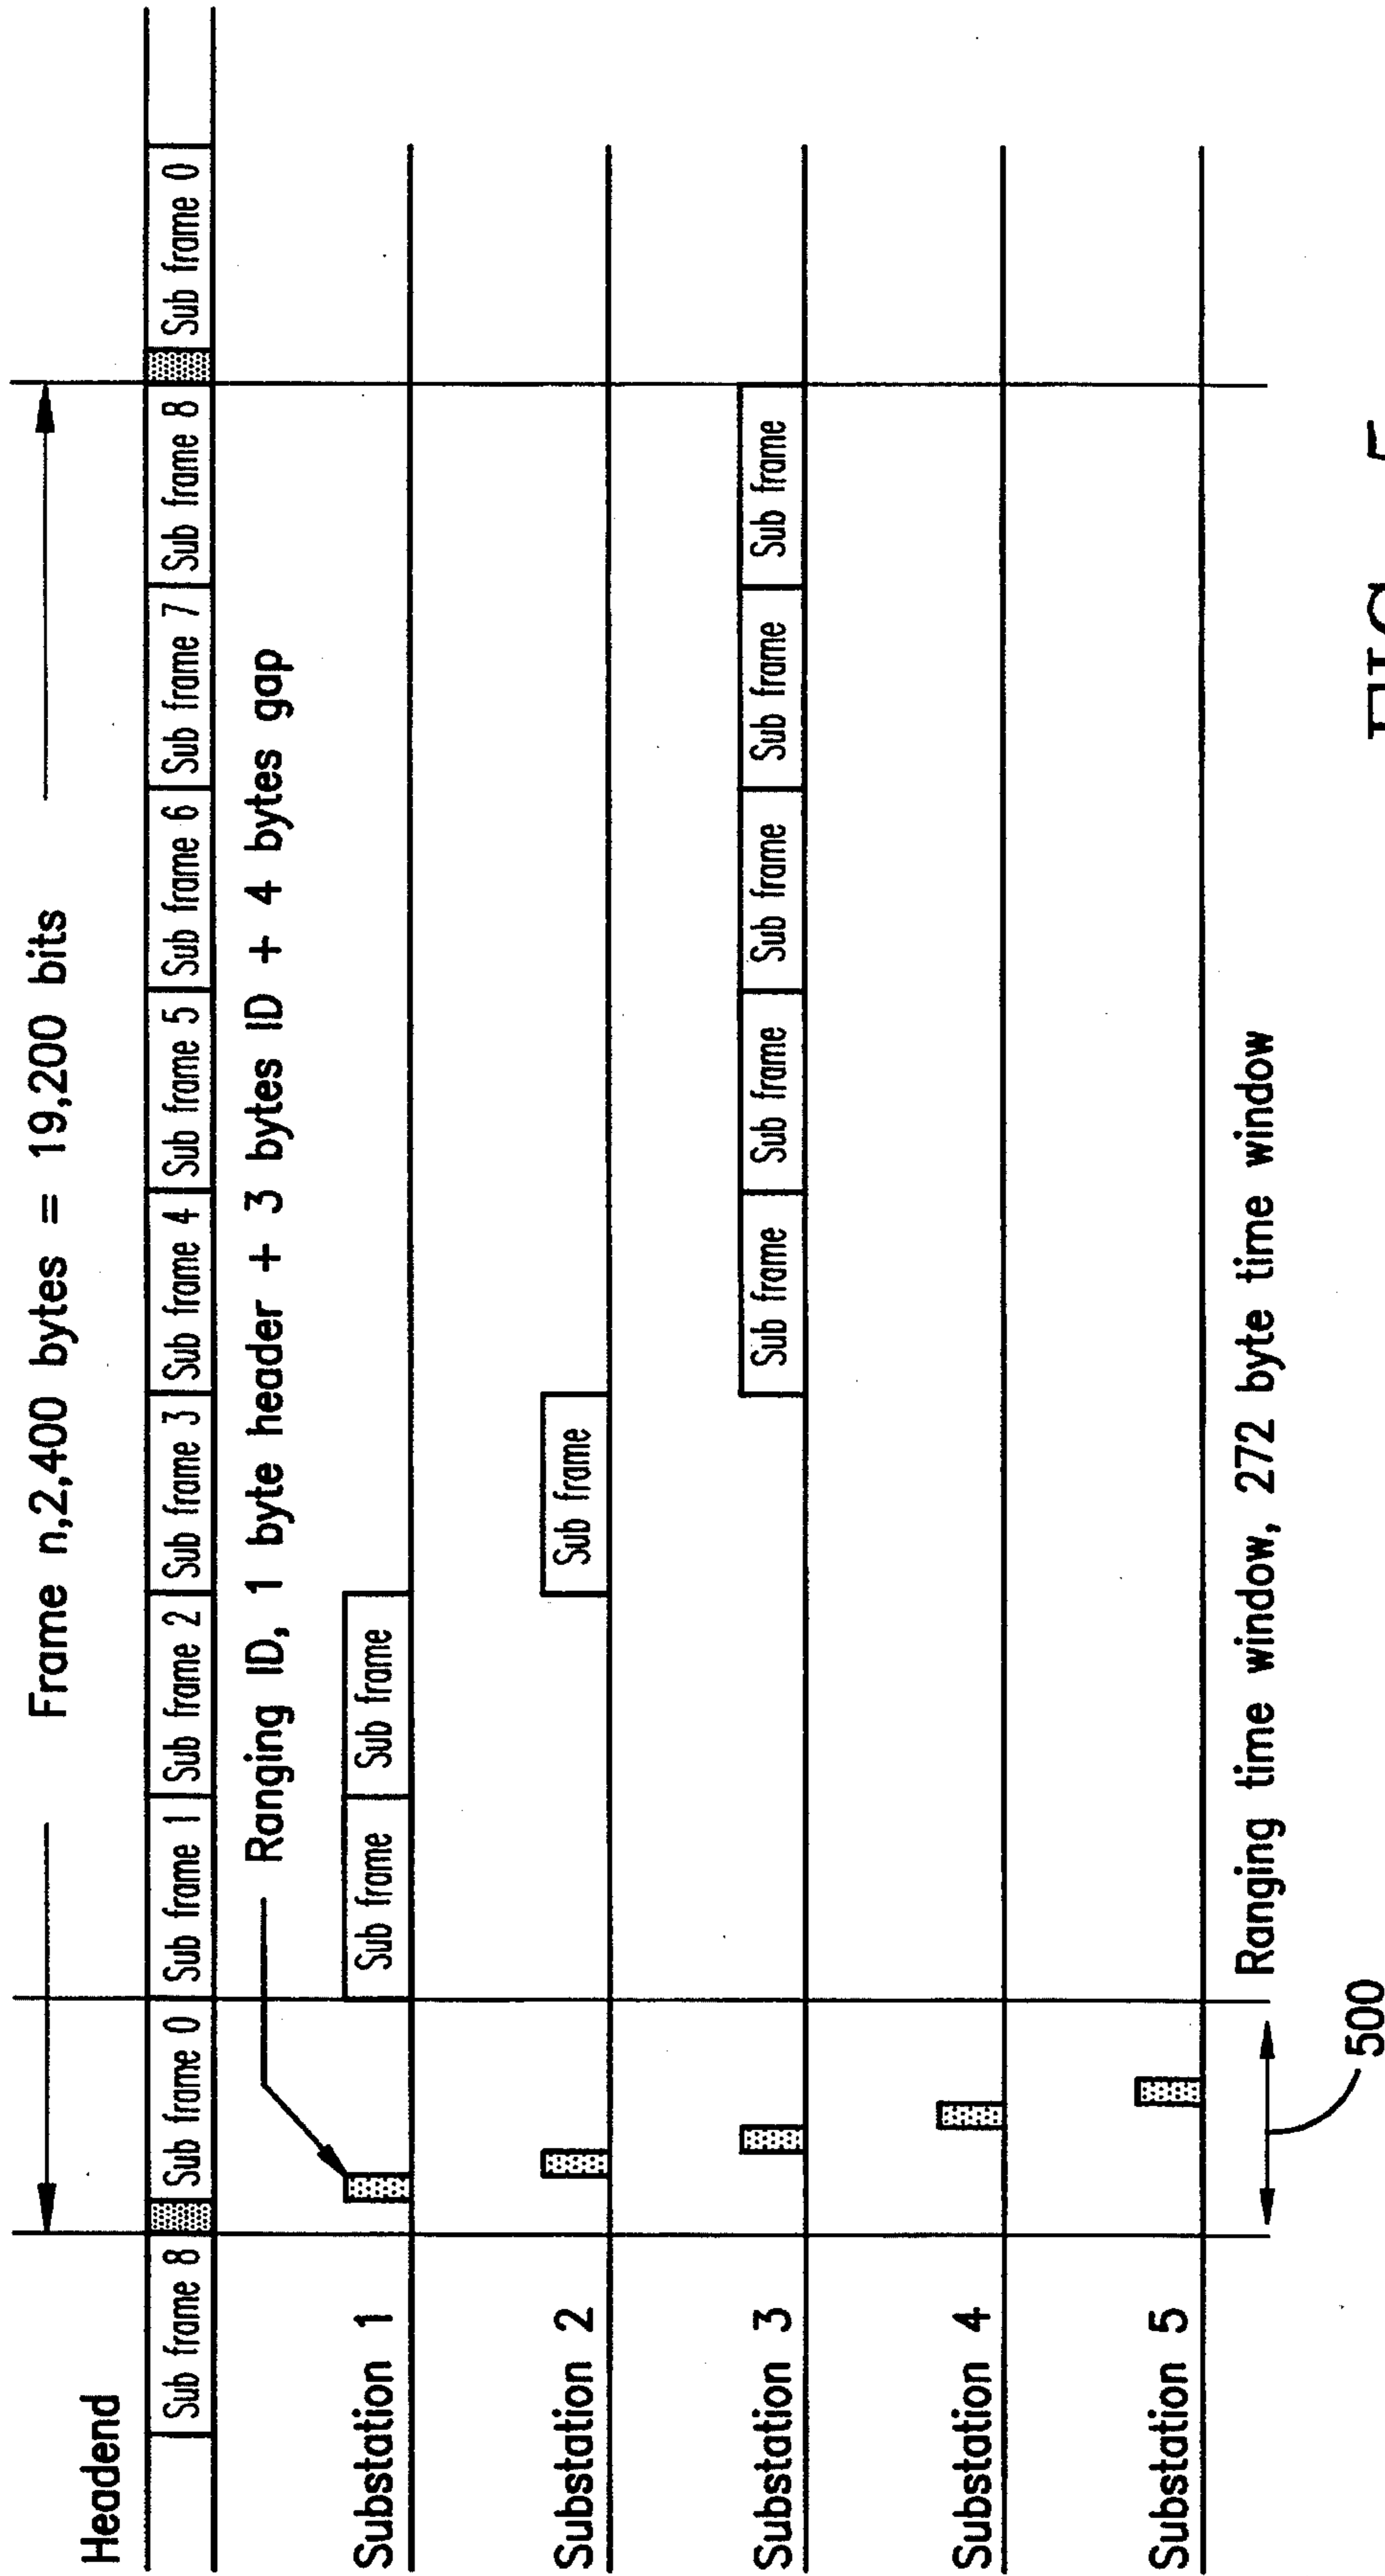 Frame n,2,400 bytes = 19,200 bits
Headend
Sub frame 8
Sub frame 0
Sub frame 1
Sub frame 2
Sub frame 3
Sub frame 4
Sub frame 5
Sub frame 6
Sub frame 7
Sub frame 8
Sub frame 0
Ranging ID, 1 byte header + 3 bytes ID + 4 bytes gap
Substation 1
Sub frame
Sub frame
Substation 2
Sub frame
Substation 3
Sub frame
Sub frame
Sub frame
Sub frame
Sub frame
Substation 4
Substation 5
Ranging time window, 272 byte time window
500